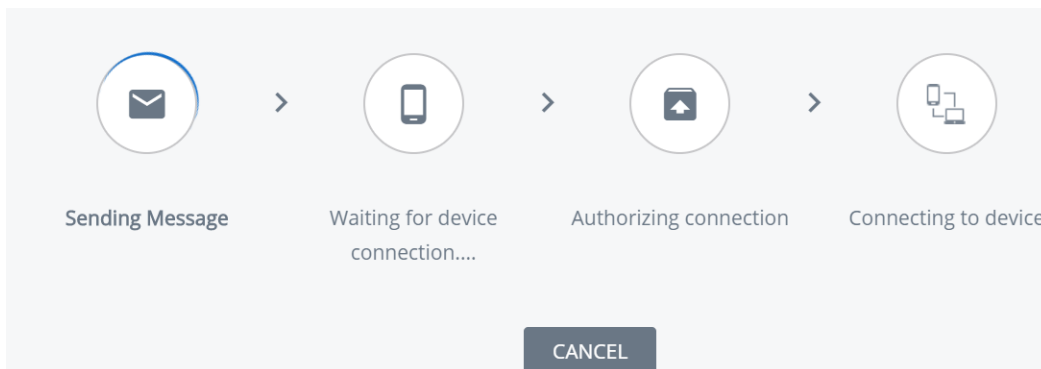 Sending Message
Waiting for device
connection....
Authorizing connection
Connecting to device
CANCEL